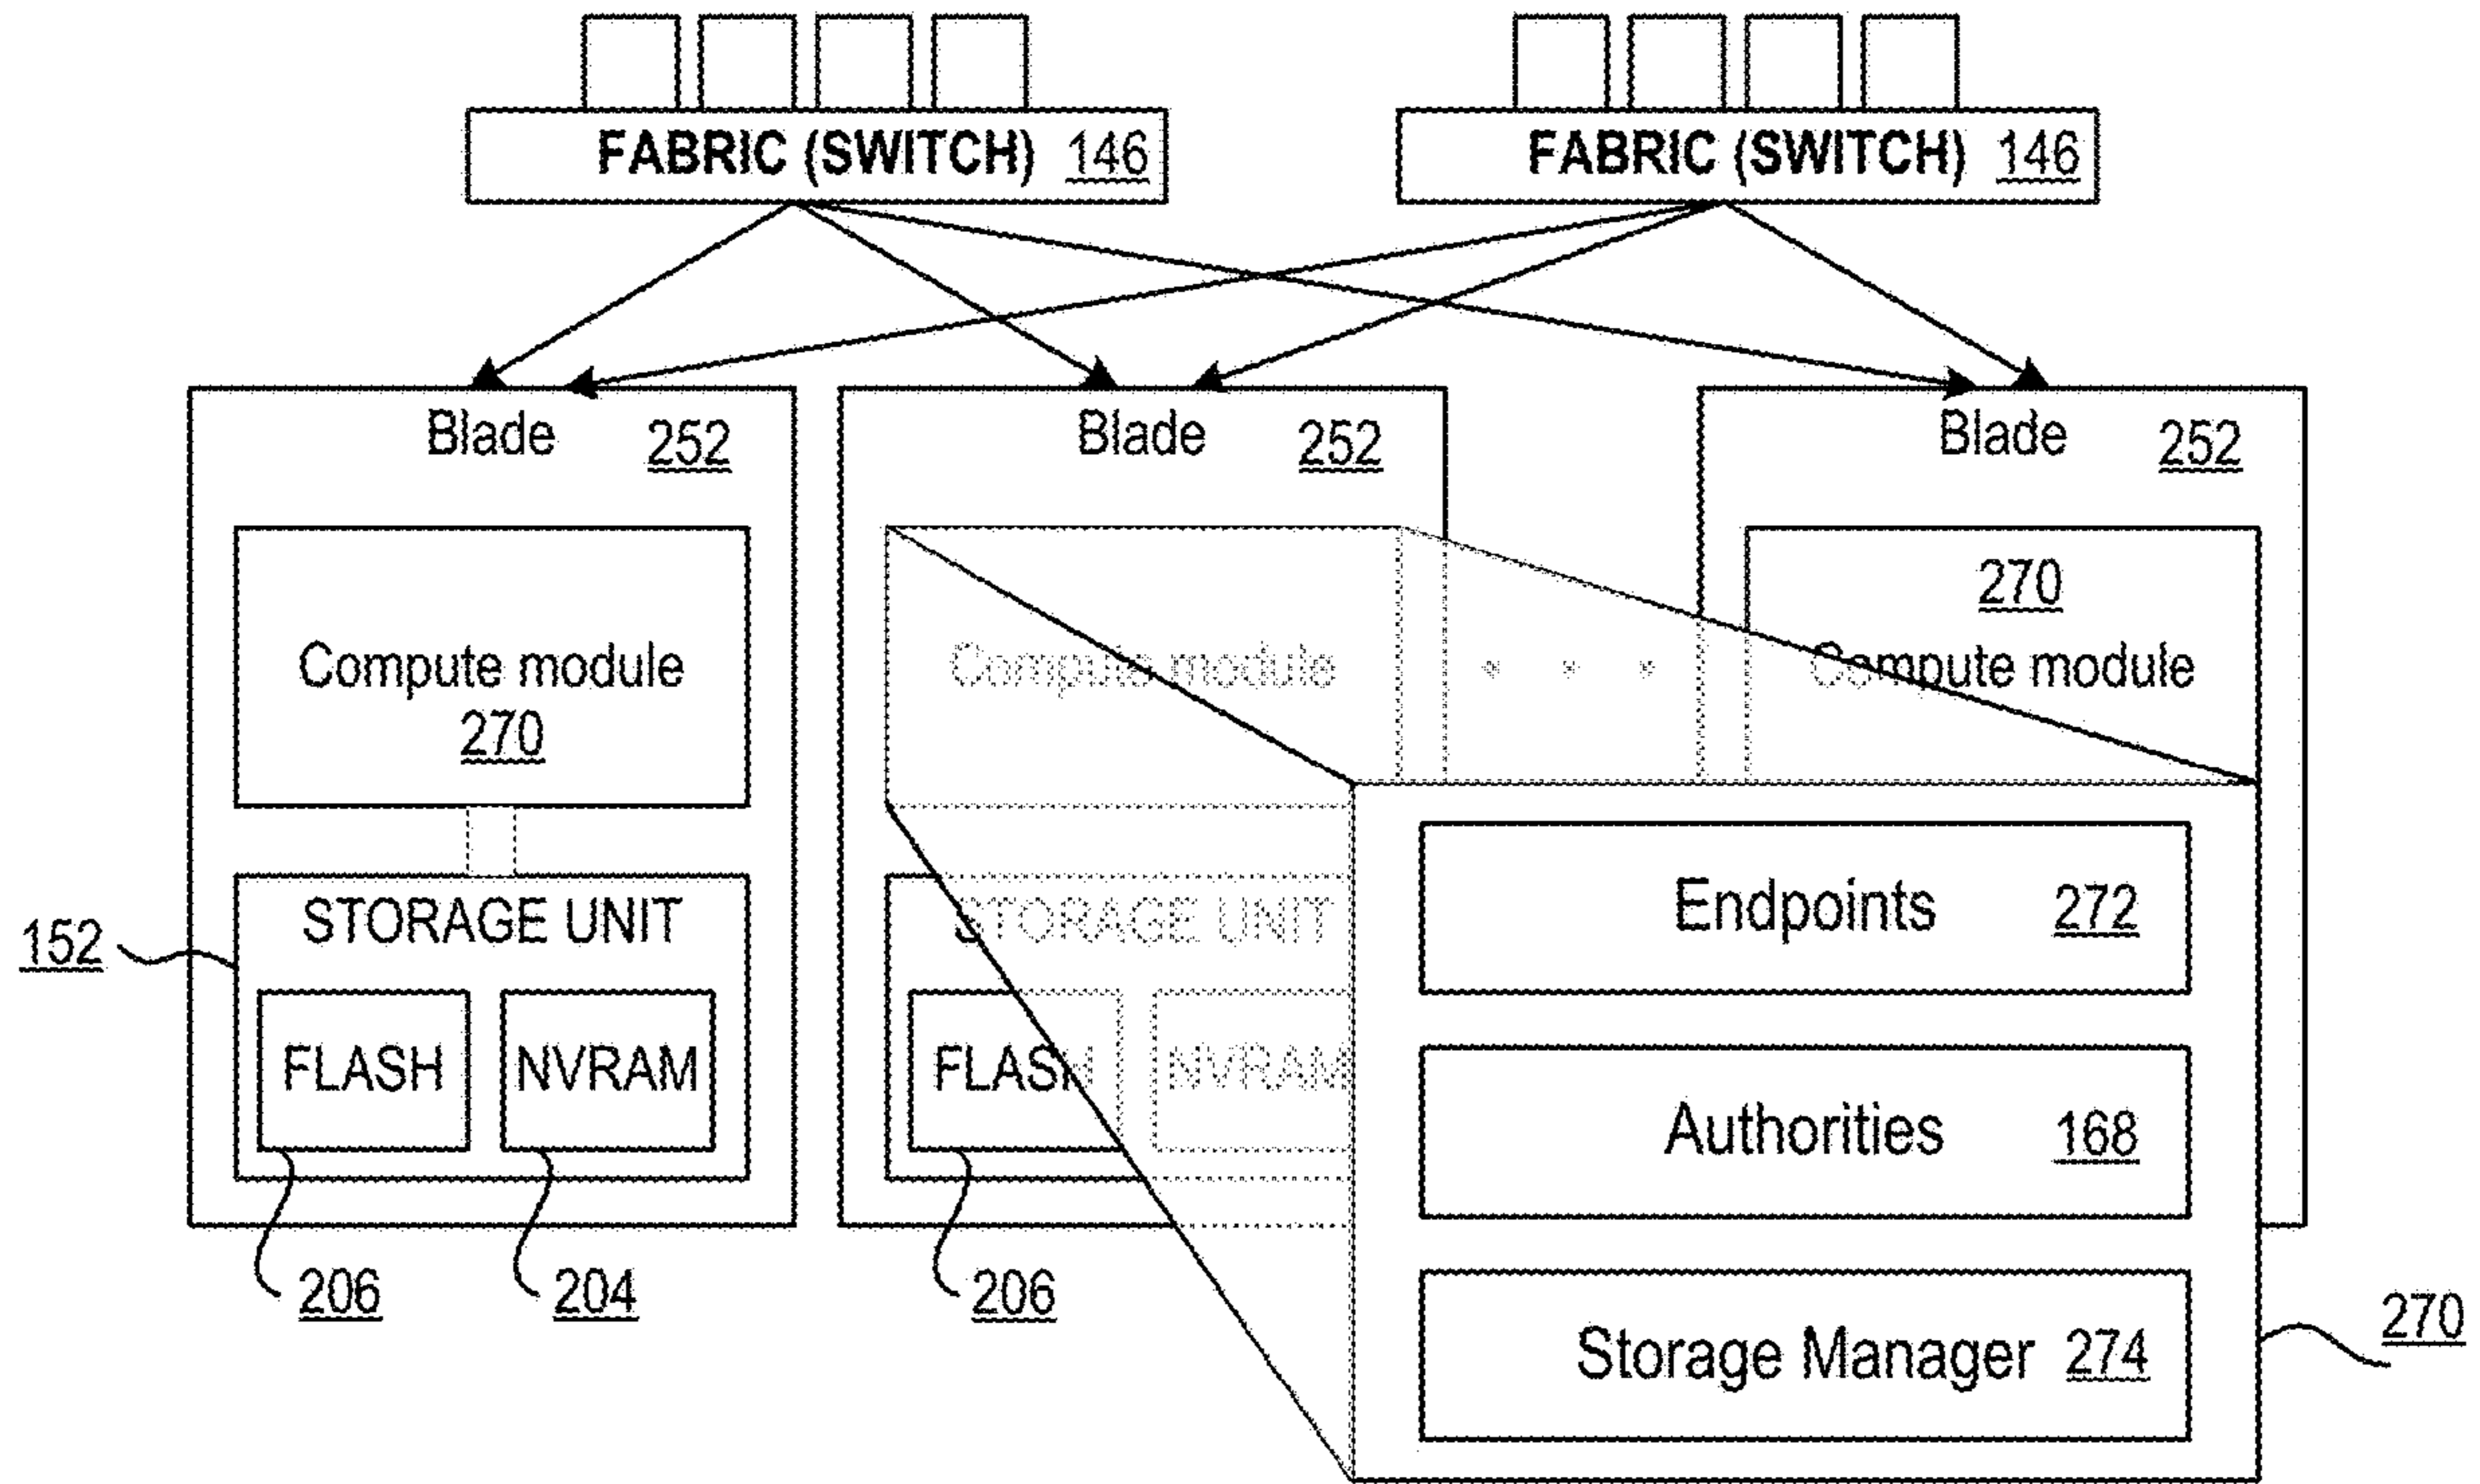 FABRIC (SWITCH) 146
FABRIC (SWITCH) 146
Blade 252
Blade 252
Blade 252
Compute module
270
Compute module
270
Compute module
152
STORAGE UNIT
FLASH
NVRAM
206
204
STORAGE UNIT
FLASH
NVRAM
206
Endpoints 272
Authorities 168
Storage Manager 274
270